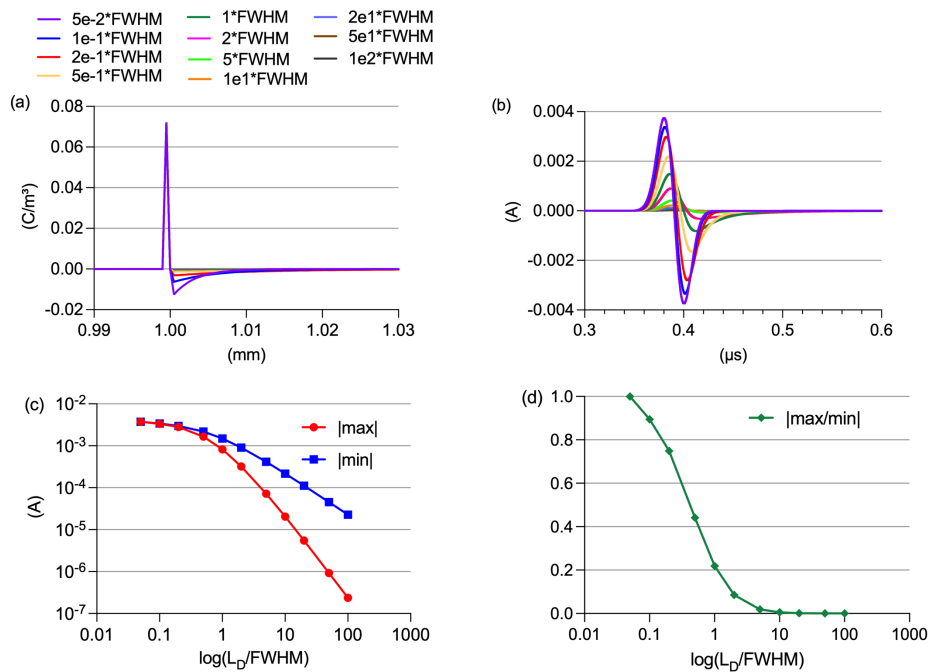 5e-2*FWHM
1e-1*FWHM
2e-1*FWHM
5e-1*FWHM
1*FWHM
2*FWHM
5*FWHM
1e1*FWHM
2e1*FWHM
5e1*FWHM
1e2*FWHM
(a)
(C/m³)
0.08
0.06
0.04
0.02
0.00
-0.02
0.99
1.00
1.01
1.02
1.03
(mm)
(b)
(A)
0.004
0.002
0.000
-0.002
-0.004
0.3
0.4
0.5
0.6
(µs)
(c)
(A)
10⁻²
10⁻³
10⁻⁴
10⁻⁵
10⁻⁶
10⁻⁷
|max|
|min|
0.01
0.1
1
10
100
1000
log(L_D/FWHM)
(d)
1.0
0.8
0.6
0.4
0.2
0.0
|max/min|
0.01
0.1
1
10
100
1000
log(L_D/FWHM)